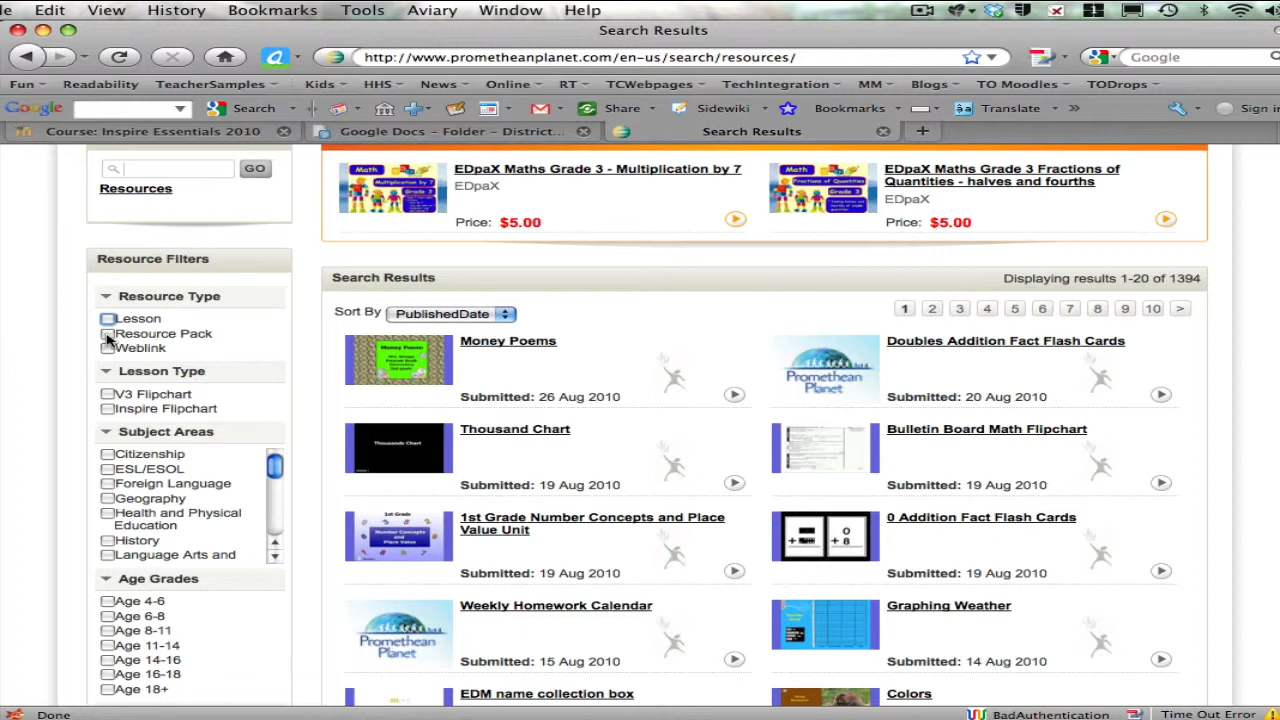 Edit View History Bookmarks Tools Aviary Window Help
Search Results
http://www.prometheanplanet.com/en-us/search/resources/
Google
Fun Readability TeacherSamples Kids HHS News Online RT TCWebpages TechIntegration MM Blogs TO Moodles TODrops
Google Search Share Sidewiki Bookmarks Translate Sign in
Course: Inspire Essentials 2010 Google Docs - Folder - District... Search Results
GO
Resources
EDpaX Maths Grade 3 - Multiplication by 7
EDpaX
Price: $5.00
EDpaX Maths Grade 3 Fractions of
Quantities - halves and fourths
EDpaX
Price: $5.00
Resource Filters
Resource Type
Lesson
Resource Pack
Weblink
Lesson Type
V3 Flipchart
Inspire Flipchart
Subject Areas
Citizenship
ESL/ESOL
Foreign Language
Geography
Health and Physical
Education
History
Language Arts and
Age Grades
Age 4-6
Age 6-8
Age 8-11
Age 11-14
Age 14-16
Age 16-18
Age 18+
Search Results
Displaying results 1-20 of 1394
Sort By PublishedDate
1 2 3 4 5 6 7 8 9 10 >
Money Poems
Submitted: 26 Aug 2010
Doubles Addition Fact Flash Cards
Promethean
Planet
Submitted: 20 Aug 2010
Thousands Chart
Thousand Chart
Submitted: 19 Aug 2010
Bulletin Board Math Flipchart
Submitted: 19 Aug 2010
1st Grade Number Concepts and Place
Value Unit
Submitted: 19 Aug 2010
0 Addition Fact Flash Cards
Submitted: 19 Aug 2010
Promethean
Planet
Weekly Homework Calendar
Submitted: 15 Aug 2010
Graphing Weather
Submitted: 14 Aug 2010
EDM name collection box
Colors
Done
BadAuthentication
Time Out Error